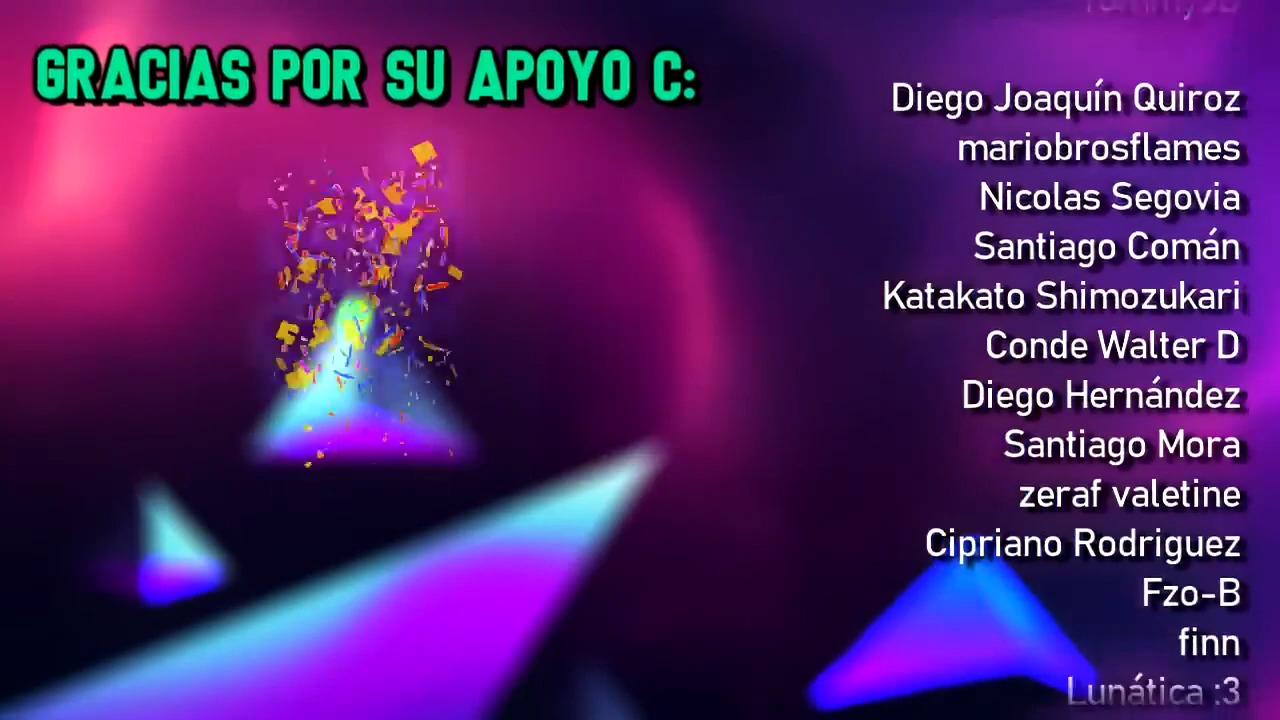 GRACIAS POR SU APOYO C:
Diego Joaquín Quiroz
mariobrosflames
Nicolas Segovia
Santiago Comán
Katakato Shimozukari
Conde Walter D
Diego Hernández
Santiago Mora
zeraf valetine
Cipriano Rodriguez
Fzo-B
finn
Lunática :3